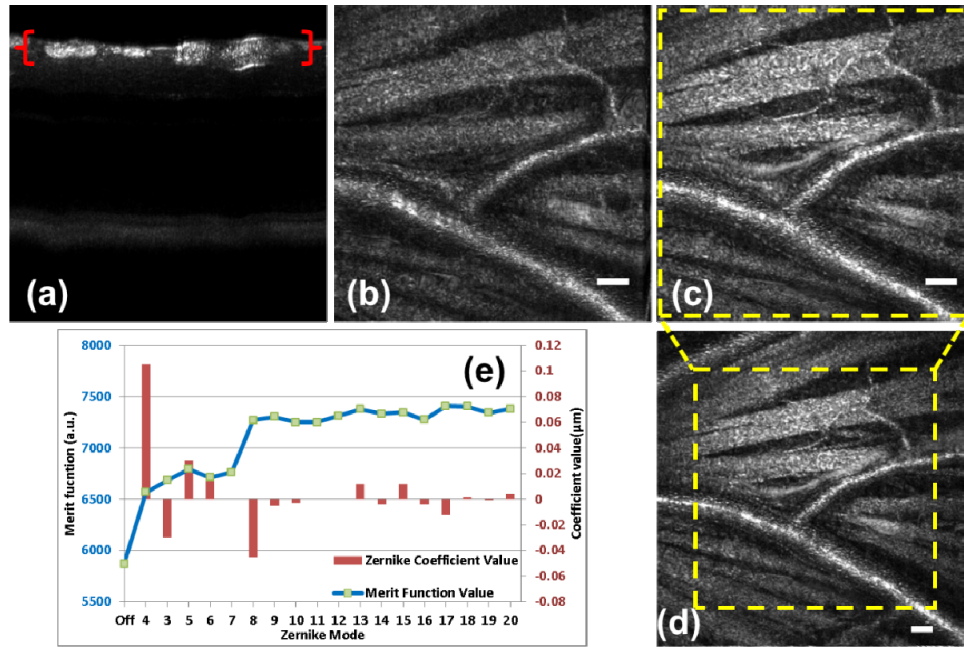 (a)
(b)
(c)
(d)
(e)
8000
7500
7000
6500
6000
5500
Merit fucrntion (a.u.)
0.12
0.1
0.08
0.06
0.04
0.02
0
-0.02
-0.04
-0.06
-0.08
Coefficient value(µm)
Zernike Coefficient Value
Merit Function Value
Off 4 3 5 6 7 8 9 10 11 12 13 14 15 16 17 18 19 20
Zernike Mode